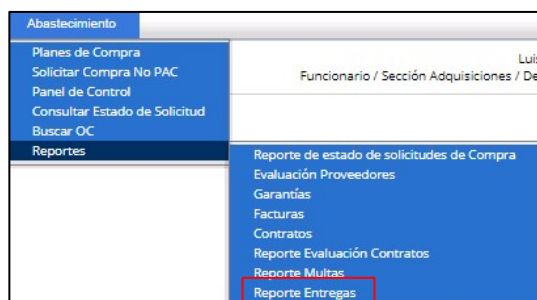 Abastecimiento
Planes de Compra
Solicitar Compra No PAC
Panel de Control
Consultar Estado de Solicitud
Buscar OC
Reportes
Funcionario / Sección Adquisiciones /
Reporte de estado de solicitudes de Compra
Evaluación Proveedores
Garantías
Facturas
Contratos
Reporte Evaluación Contratos
Reporte Multas
Reporte Entregas